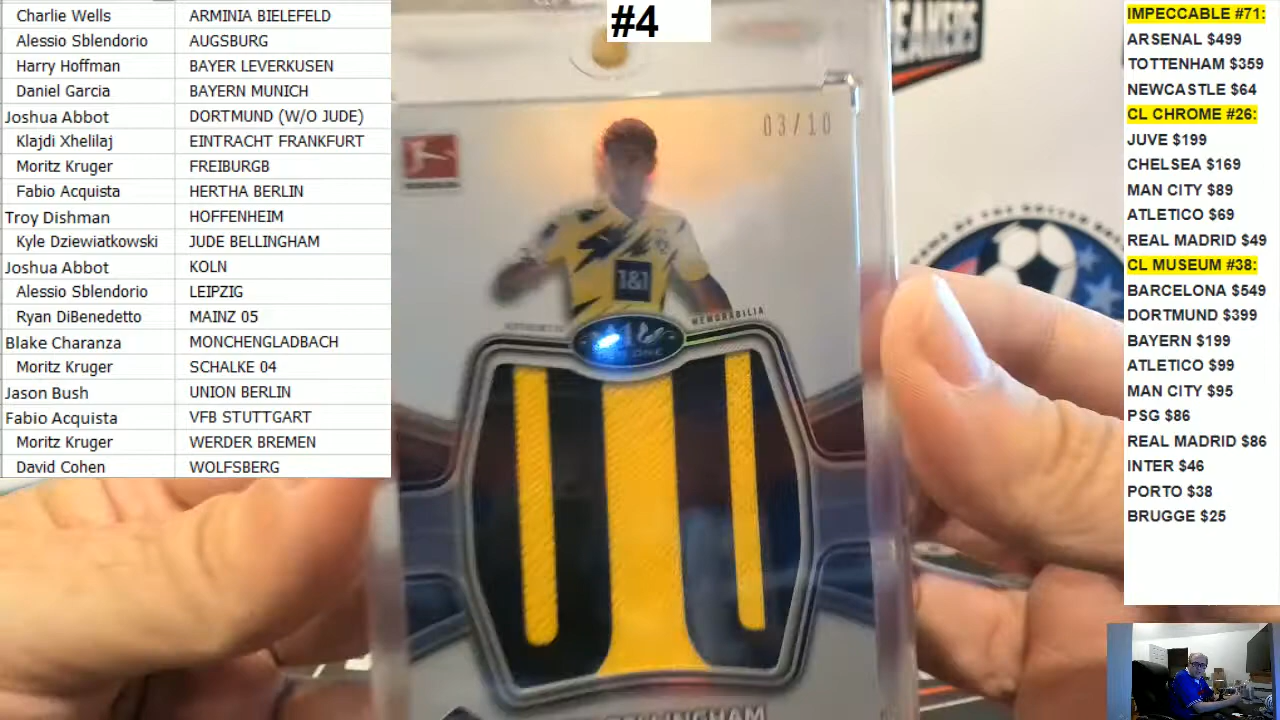 #4
Charlie Wells ARMINIA BIELEFELD
Alessio Sblendorio AUGSBURG
Harry Hoffman BAYER LEVERKUSEN
Daniel Garcia BAYERN MUNICH
Joshua Abbot DORTMUND (W/O JUDE)
Klajdi Xhelilaj EINTRACHT FRANKFURT
Moritz Kruger FREIBURGB
Fabio Acquista HERTHA BERLIN
Troy Dishman HOFFENHEIM
Kyle Dziewiatkowski JUDE BELLINGHAM
Joshua Abbot KOLN
Alessio Sblendorio LEIPZIG
Ryan DiBenedetto MAINZ 05
Blake Charanza MONCHENGLADBACH
Moritz Kruger SCHALKE 04
Jason Bush UNION BERLIN
Fabio Acquista VFB STUTTGART
Moritz Kruger WERDER BREMEN
David Cohen WOLFSBERG
03/10
1&1
MEMORABILIA
BELLINGHAM
IMPECCABLE #71:
ARSENAL $499
TOTTENHAM $359
NEWCASTLE $64
CL CHROME #26:
JUVE $199
CHELSEA $169
MAN CITY $89
ATLETICO $69
REAL MADRID $49
CL MUSEUM #38:
BARCELONA $549
DORTMUND $399
BAYERN $199
ATLETICO $99
MAN CITY $95
PSG $86
REAL MADRID $86
INTER $46
PORTO $38
BRUGGE $25